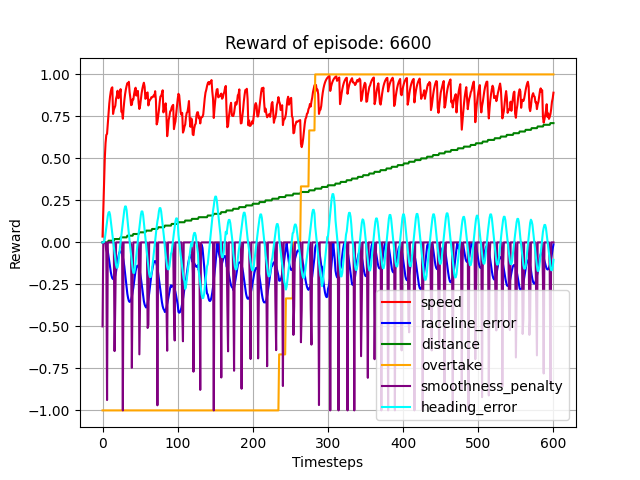 Reward of episode: 6600
Reward
1.00
0.75
0.50
0.25
0.00
−0.25
−0.50
−0.75
−1.00
speed
raceline_error
distance
overtake
smoothness_penalty
heading_error
0 100 200 300 400 500 600
Timesteps